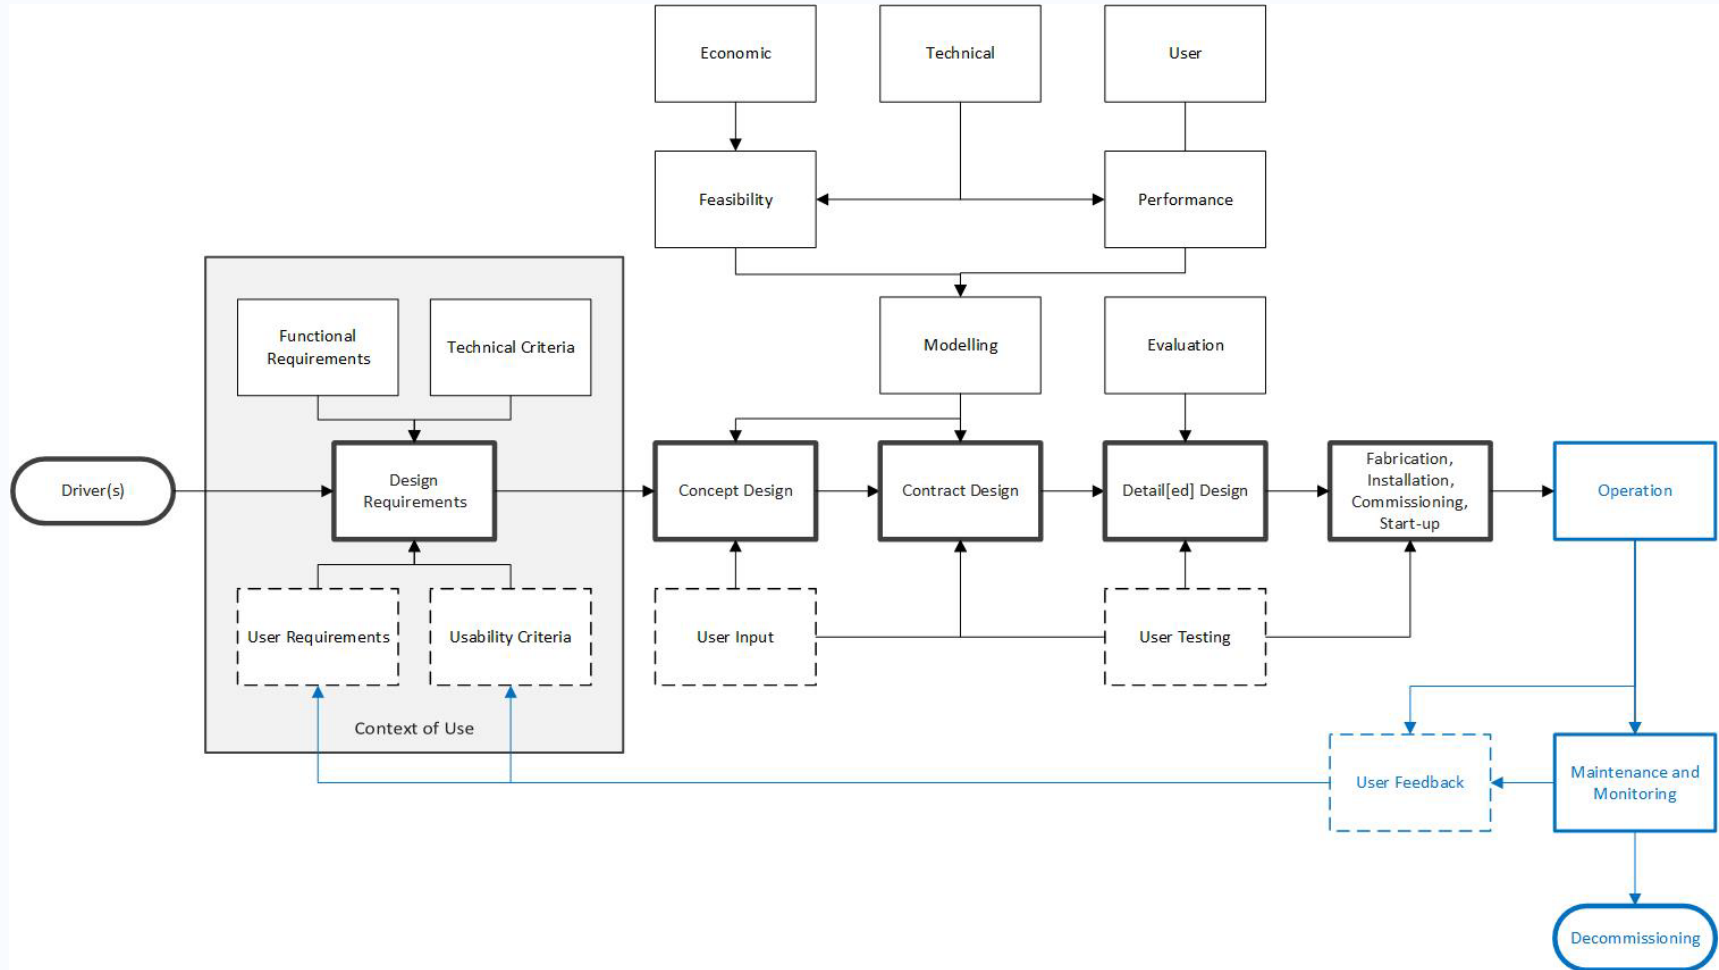 Economic
Technical
User
Feasibility
Performance
Functional
Requirements
Technical Criteria
Modelling
Evaluation
Driver(s)
Design
Requirements
Concept Design
Contract Design
Detail[ed] Design
Fabrication,
Installation,
Commissioning,
Start-up
Operation
User Requirements
Usability Criteria
User Input
User Testing
Context of Use
User Feedback
Maintenance and
Monitoring
Decommissioning